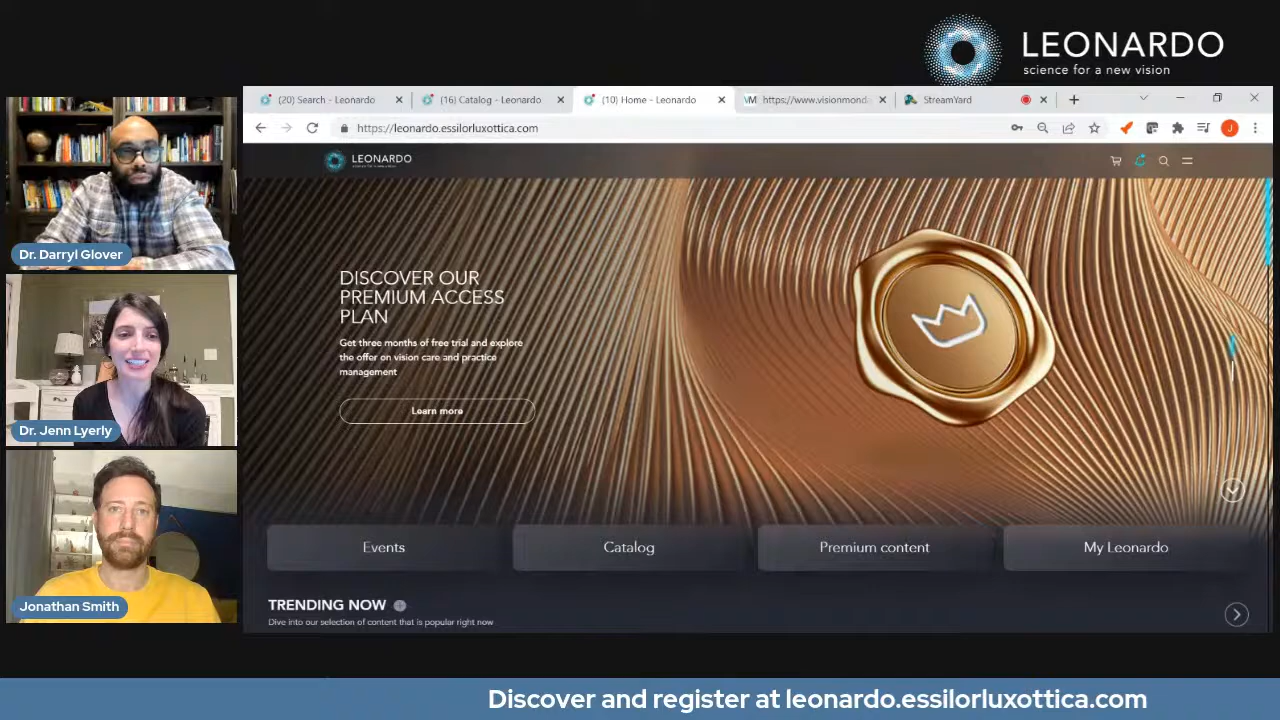 LEONARDO
science for a new vision
(20) Search - Leonardo
(16) Catalog - Leonardo
(10) Home - Leonardo
VM https://www.visionmond
StreamYard
https://leonardo.essilorluxottica.com
J
LEONARDO
DISCOVER OUR
PREMIUM ACCESS
PLAN
Get three months of free trial and explore
the offer on vision care and practice
management
Learn more
Events
Catalog
Premium content
My Leonardo
TRENDING NOW
Dive into our selection of content that is popular right now
Dr. Darryl Glover
Dr. Jenn Lyerly
Jonathan Smith
Discover and register at leonardo.essilorluxottica.com